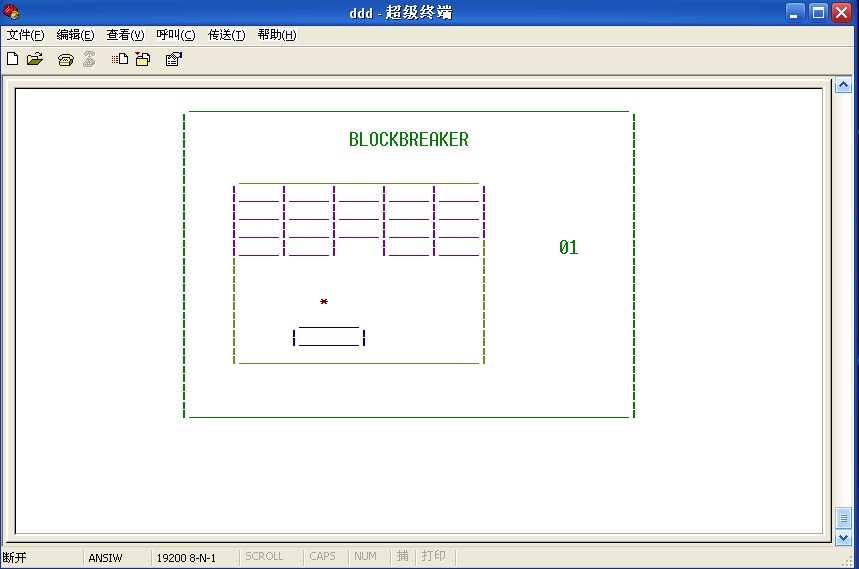 ddd - 超级终端
文件(F) 编辑(E) 查看(V) 呼叫(C) 传送(T) 帮助(H)
BLOCKBREAKER
01
*
断开 ANSIW 19200 8-N-1 SCROLL CAPS NUM 捕 打印